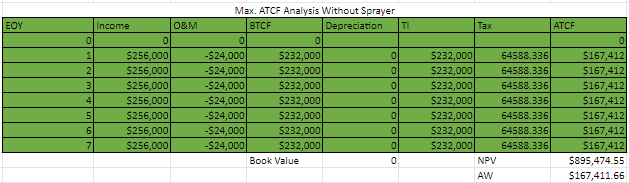 Max. ATCF Analysis Without Sprayer
EOY Income O&M BTCF Depreciation TI Tax ATCF
0 0 0 0 0
1 $256,000 -$24,000 $232,000 0 $232,000 64588.336 $167,412
2 $256,000 -$24,000 $232,000 0 $232,000 64588.336 $167,412
3 $256,000 -$24,000 $232,000 0 $232,000 64588.336 $167,412
4 $256,000 -$24,000 $232,000 0 $232,000 64588.336 $167,412
5 $256,000 -$24,000 $232,000 0 $232,000 64588.336 $167,412
6 $256,000 -$24,000 $232,000 0 $232,000 64588.336 $167,412
7 $256,000 -$24,000 $232,000 0 $232,000 64588.336 $167,412
Book Value 0 NPV $895,474.55
AW $167,411.66